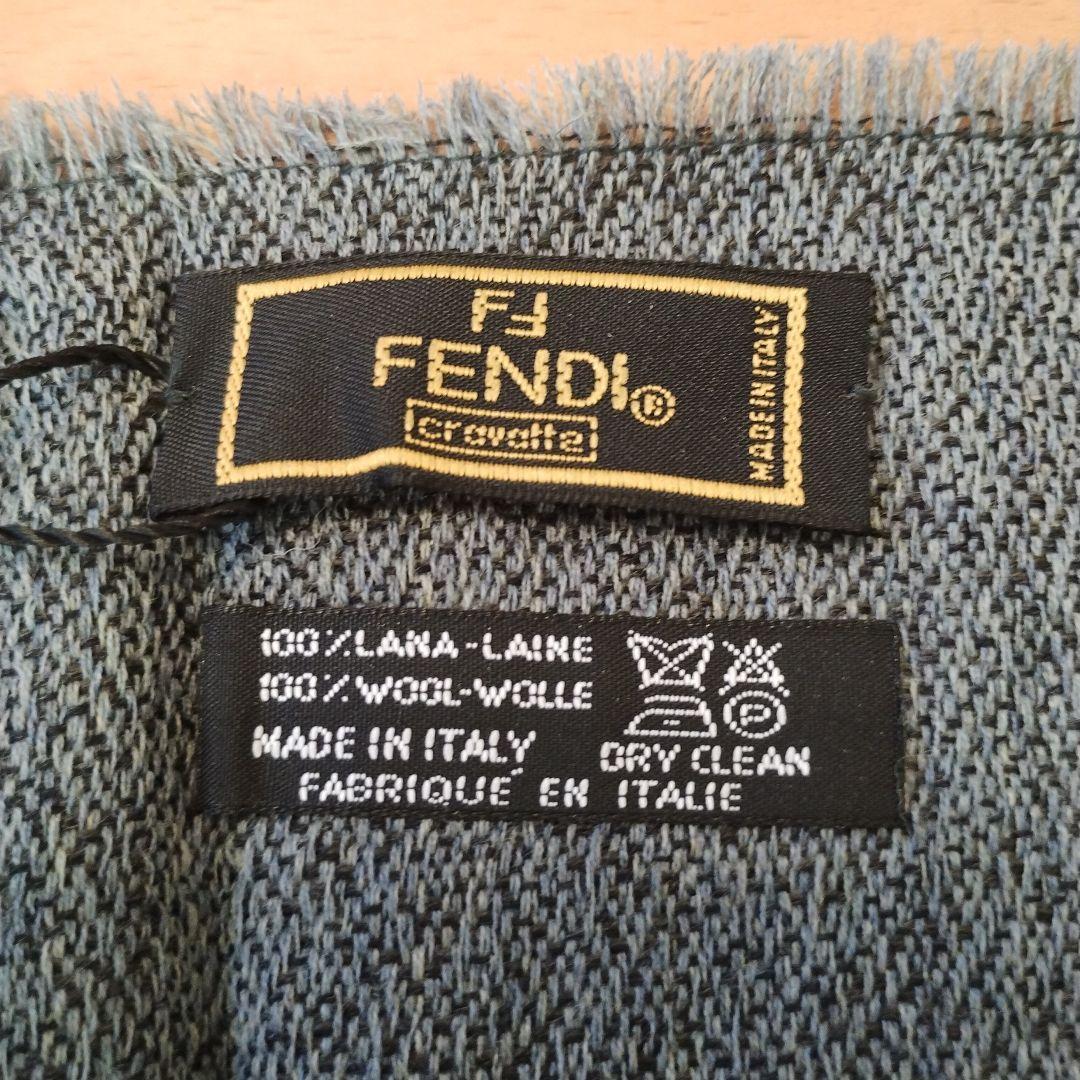 FF
FENDI®
cravatte
MADE IN ITALY
100% LANA-LAINE
100% WOOL-WOLLE
MADE IN ITALY
FABRIQUE EN ITALIE
P
DRY CLEAN